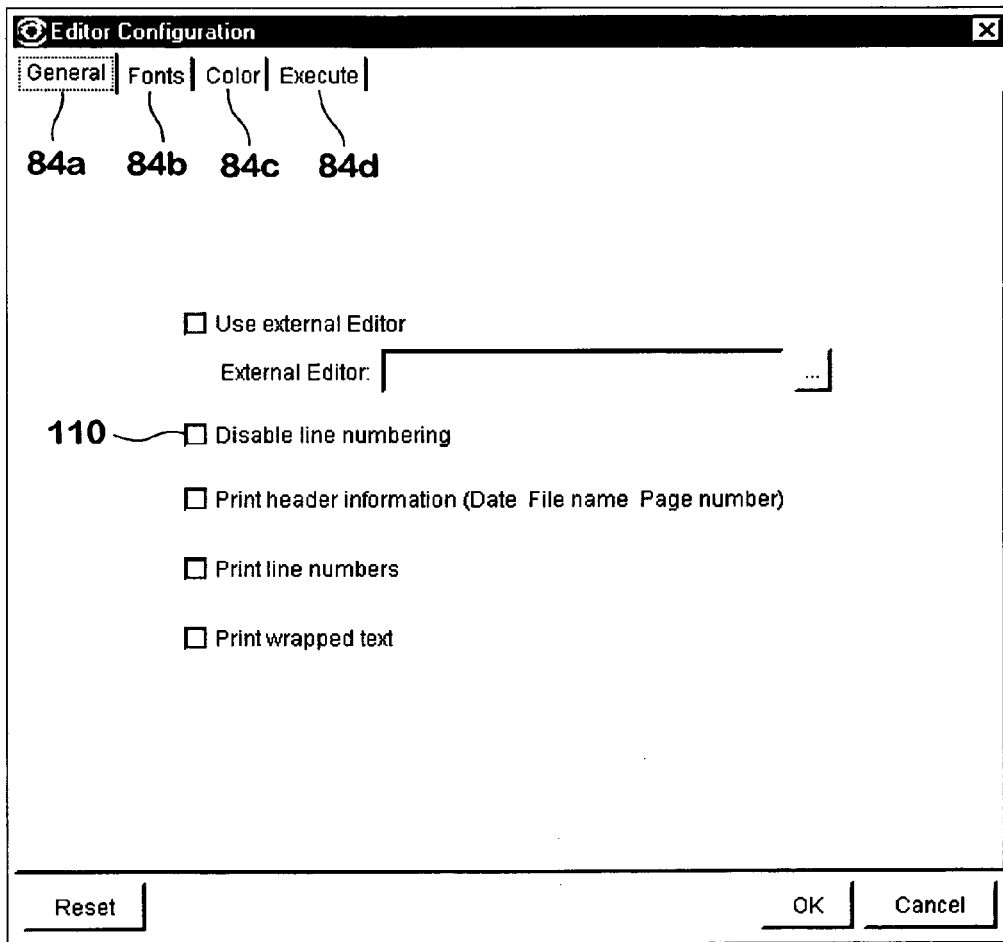 Editor Configuration
General Fonts Color Execute
84a 84b 84c 84d
Use external Editor
External Editor: ...
110 Disable line numbering
Print header information (Date File name Page number)
Print line numbers
Print wrapped text
Reset OK Cancel